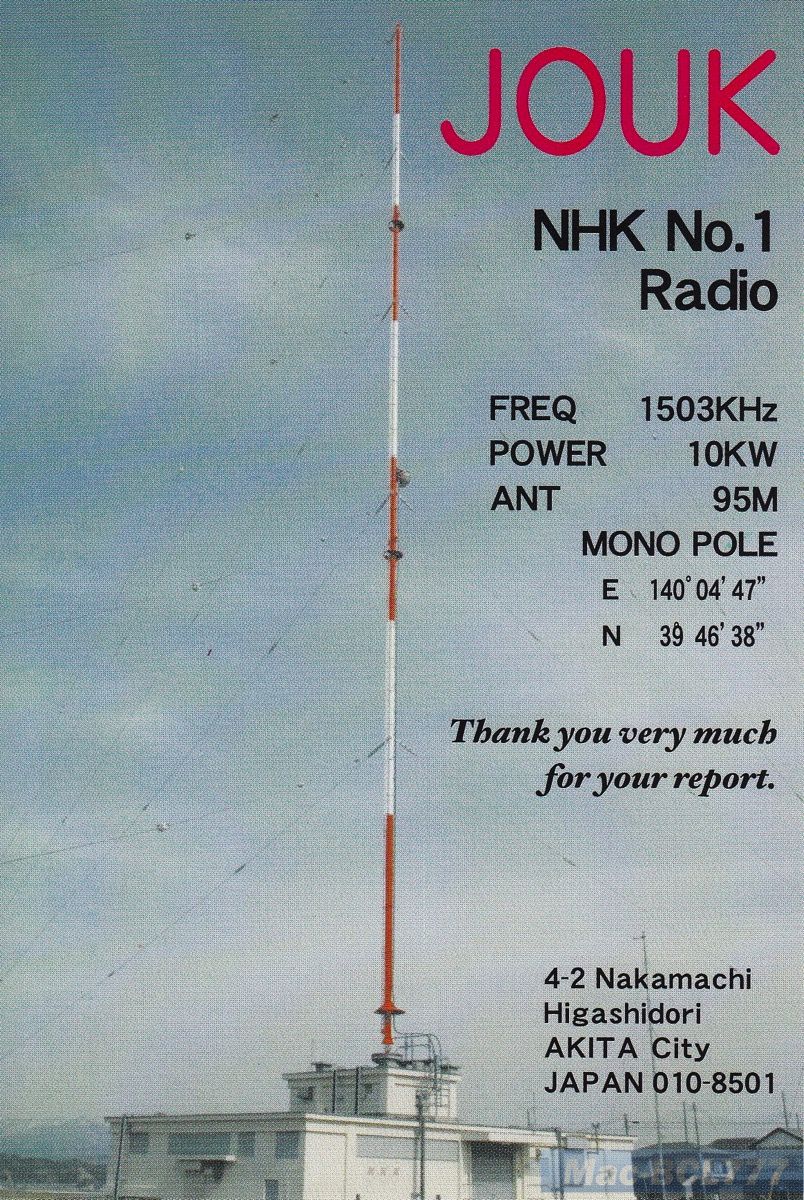 JOUK
NHK No.1
Radio
FREQ 1503KHz
POWER 10KW
ANT 95M
MONO POLE
E 140°04'47”
N 39°46'38”
Thank you very much
for your report.
4-2 Nakamachi
Higashidori
AKITA City
JAPAN 010-8501
NHK